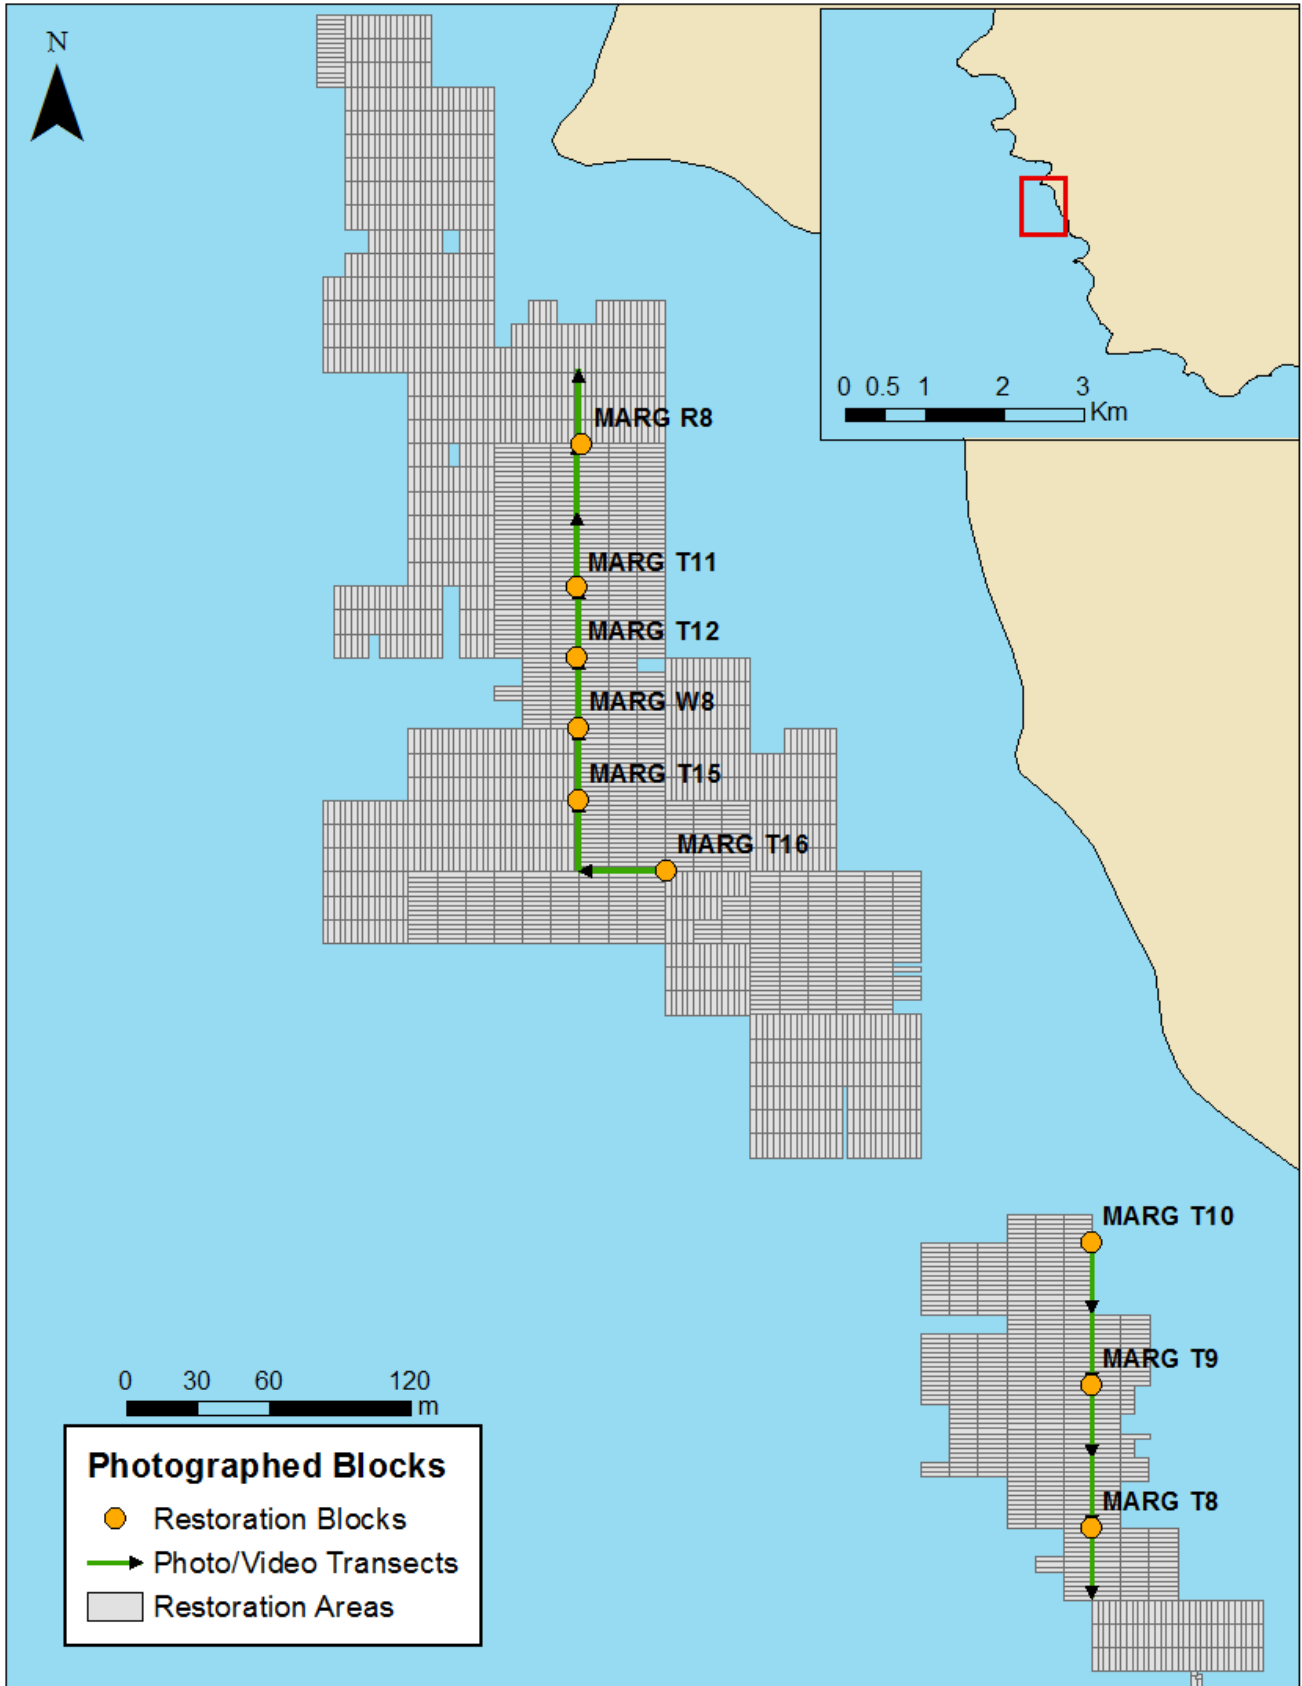 N
0 0.5 1 2 3
Km
MARG R8
MARG T11
MARG T12
MARG W8
MARG T15
MARG T16
MARG T10
MARG T9
MARG T8
0 30 60 120
m
Photographed Blocks
Restoration Blocks
Photo/Video Transects
Restoration Areas